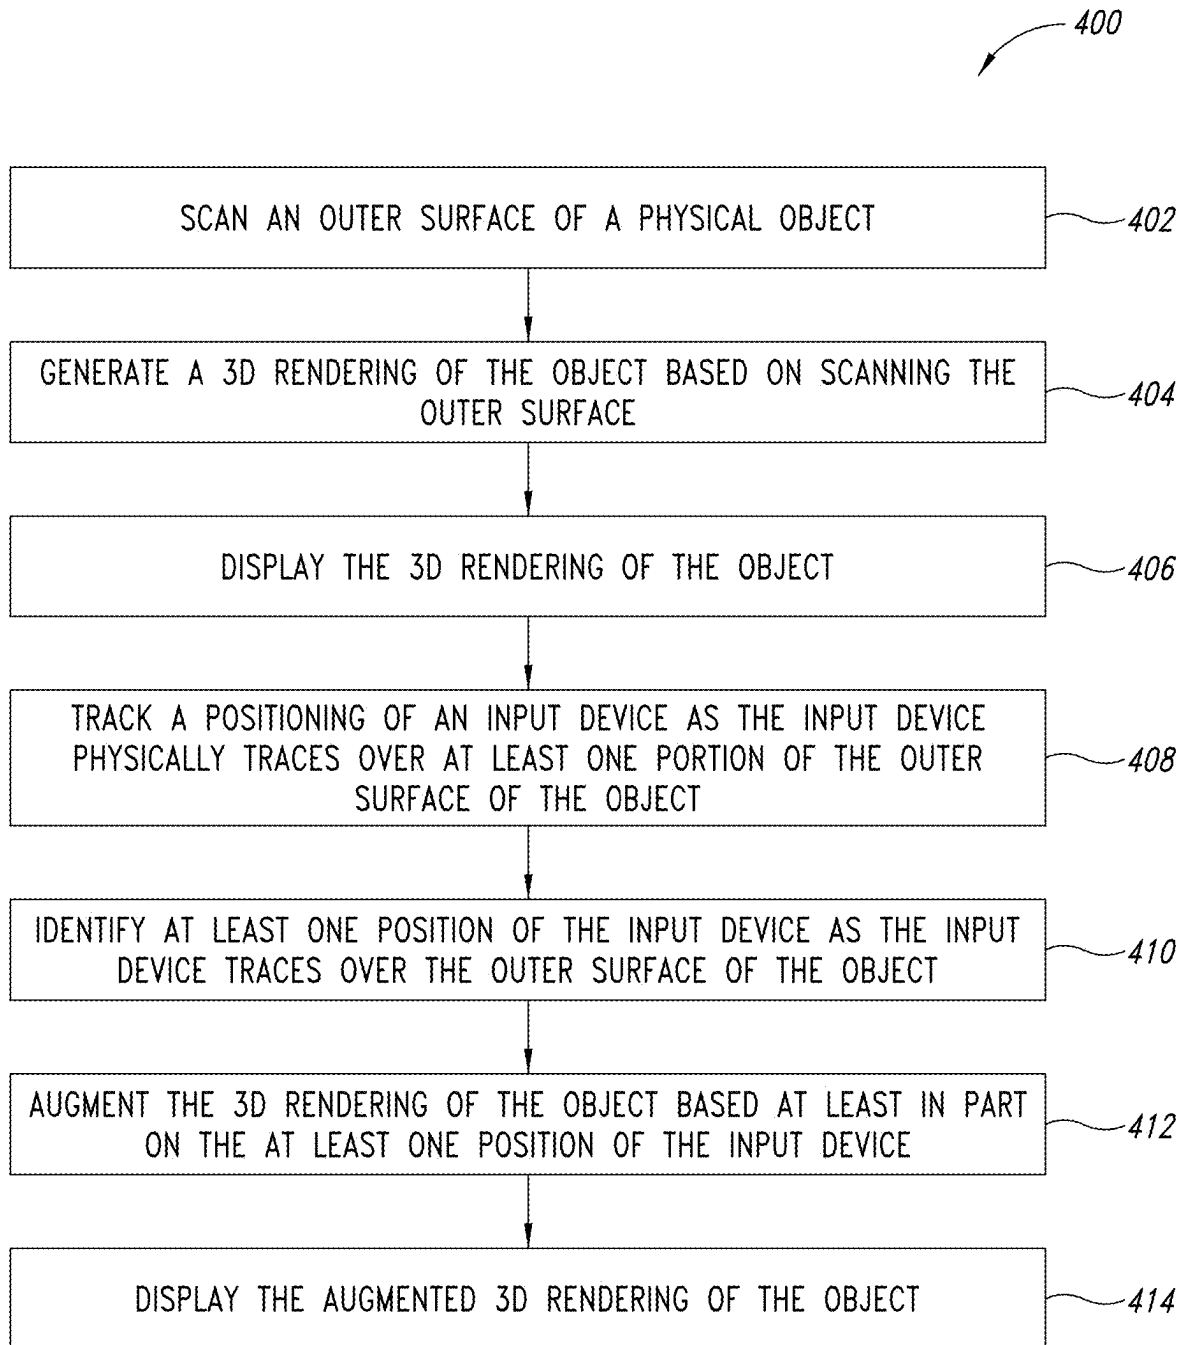 400
SCAN AN OUTER SURFACE OF A PHYSICAL OBJECT
402
GENERATE A 3D RENDERING OF THE OBJECT BASED ON SCANNING THE
OUTER SURFACE
404
DISPLAY THE 3D RENDERING OF THE OBJECT
406
TRACK A POSITIONING OF AN INPUT DEVICE AS THE INPUT DEVICE
PHYSICALLY TRACES OVER AT LEAST ONE PORTION OF THE OUTER
SURFACE OF THE OBJECT
408
IDENTIFY AT LEAST ONE POSITION OF THE INPUT DEVICE AS THE INPUT
DEVICE TRACES OVER THE OUTER SURFACE OF THE OBJECT
410
AUGMENT THE 3D RENDERING OF THE OBJECT BASED AT LEAST IN PART
ON THE AT LEAST ONE POSITION OF THE INPUT DEVICE
412
DISPLAY THE AUGMENTED 3D RENDERING OF THE OBJECT
414